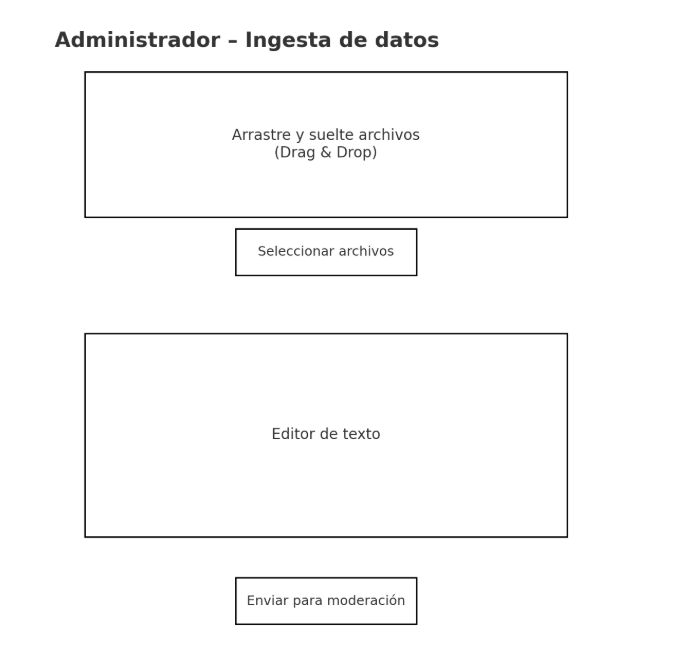 Administrador – Ingesta de datos
Arrastre y suelte archivos
(Drag & Drop)
Seleccionar archivos
Editor de texto
Enviar para moderación